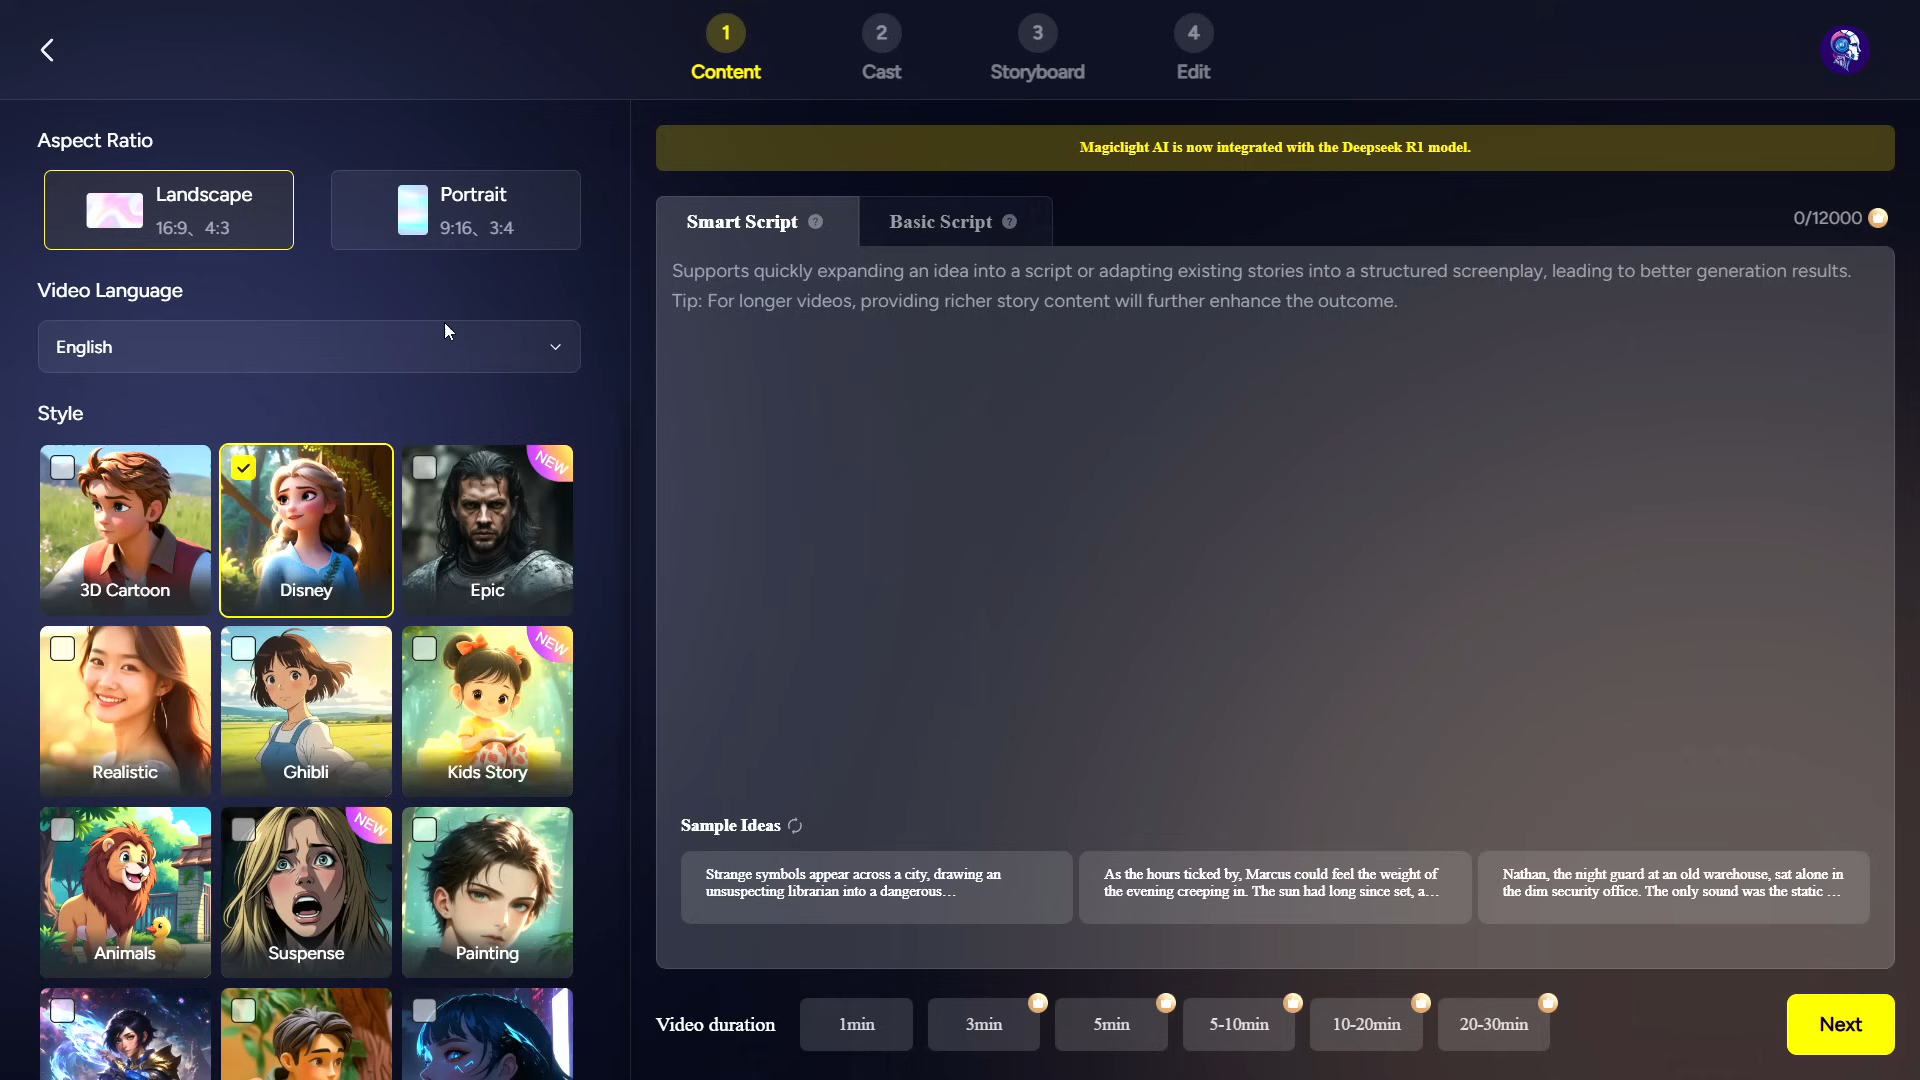 1
2
3
4
Content
Cast
Storyboard
Edit
Aspect Ratio
Landscape
16:9、4:3
Portrait
9:16、3:4
Video Language
English
Style
3D Cartoon
Disney
NEW
Epic
Realistic
Ghibli
NEW
Kids Story
Animals
NEW
Suspense
Painting
Magiclight AI is now integrated with the Deepseek R1 model.
Smart Script ?
Basic Script ?
0/12000
Supports quickly expanding an idea into a script or adapting existing stories into a structured screenplay, leading to better generation results.
Tip: For longer videos, providing richer story content will further enhance the outcome.
Sample Ideas
Strange symbols appear across a city, drawing an
unsuspecting librarian into a dangerous…
As the hours ticked by, Marcus could feel the weight of
the evening creeping in. The sun had long since set, a…
Nathan, the night guard at an old warehouse, sat alone in
the dim security office. The only sound was the static …
Video duration
1min
3min
5min
5-10min
10-20min
20-30min
Next